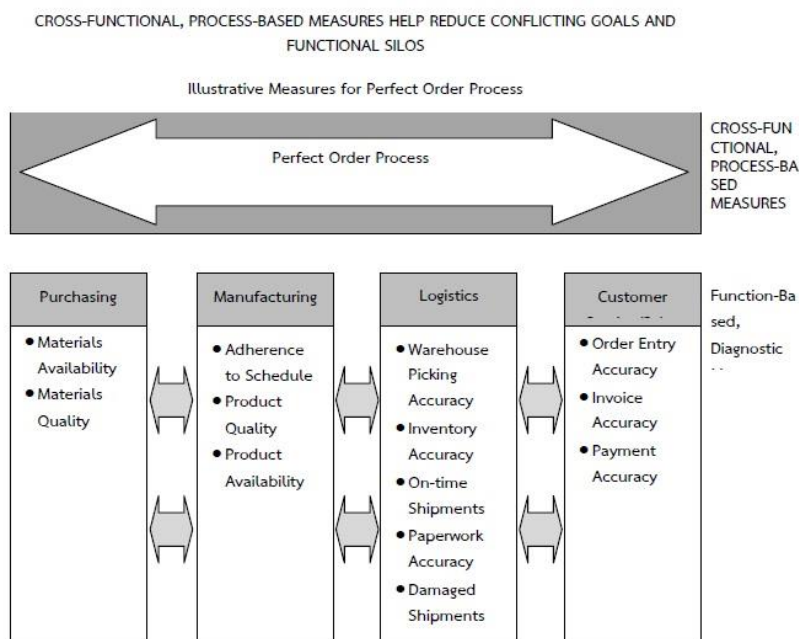 CROSS-FUNCTIONAL, PROCESS-BASED MEASURES HELP REDUCE CONFLICTING GOALS AND
FUNCTIONAL SILOS
Illustrative Measures for Perfect Order Process
Perfect Order Process
CROSS-FUN
CTIONAL,
PROCESS-BA
SED
MEASURES
Purchasing
● Materials
Availability
● Materials
Quality
Manufacturing
● Adherence
to Schedule
● Product
Quality
● Product
Availability
Logistics
● Warehouse
Picking
Accuracy
● Inventory
Accuracy
● On-time
Shipments
● Paperwork
Accuracy
● Damaged
Shipments
Customer
● Order Entry
Accuracy
● Invoice
Accuracy
● Payment
Accuracy
Function-Ba
sed,
Diagnostic